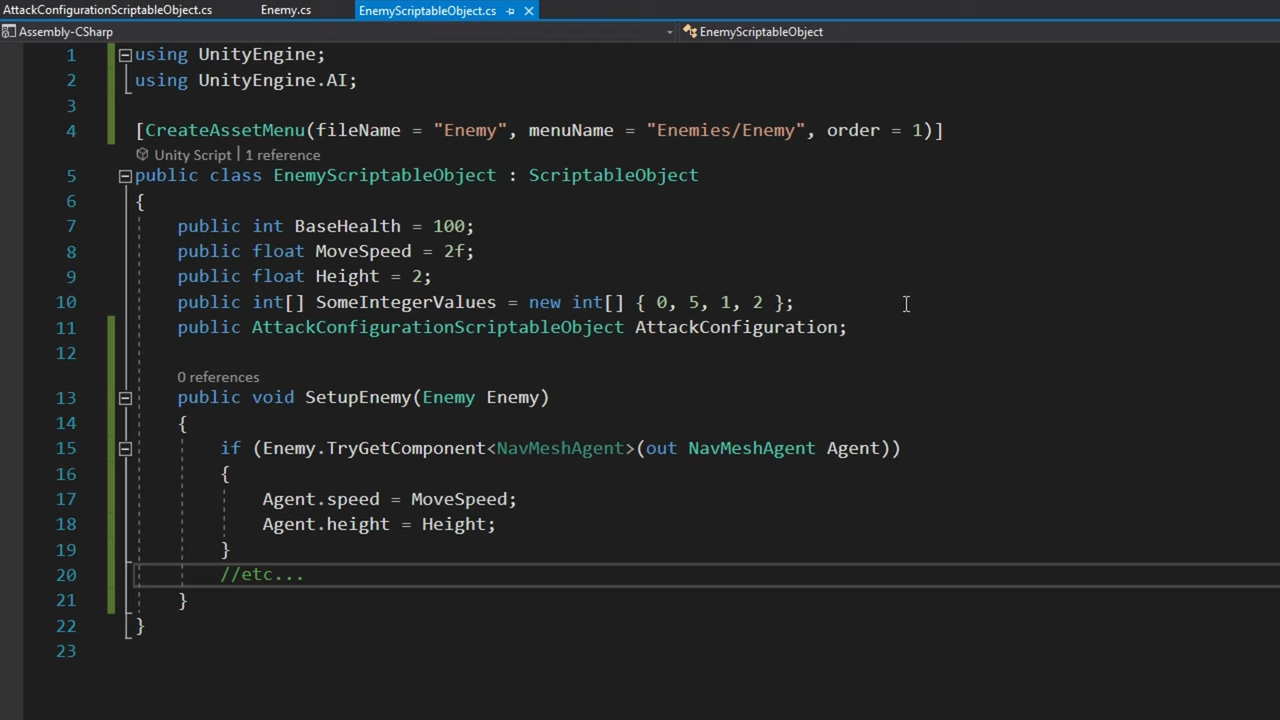 AttackConfigurationScriptableObject.cs Enemy.cs EnemyScriptableObject.cs
Assembly-CSharp EnemyScriptableObject
1 using UnityEngine;
2 using UnityEngine.AI;
3
4 [CreateAssetMenu(fileName = "Enemy", menuName = "Enemies/Enemy", order = 1)]
Unity Script | 1 reference
5 public class EnemyScriptableObject : ScriptableObject
6 {
7 public int BaseHealth = 100;
8 public float MoveSpeed = 2f;
9 public float Height = 2;
10 public int[] SomeIntegerValues = new int[] { 0, 5, 1, 2 };
11 public AttackConfigurationScriptableObject AttackConfiguration;
12
0 references
13 public void SetupEnemy(Enemy Enemy)
14 {
15 if (Enemy.TryGetComponent<NavMeshAgent>(out NavMeshAgent Agent))
16 {
17 Agent.speed = MoveSpeed;
18 Agent.height = Height;
19 }
20 //etc...
21 }
22 }
23